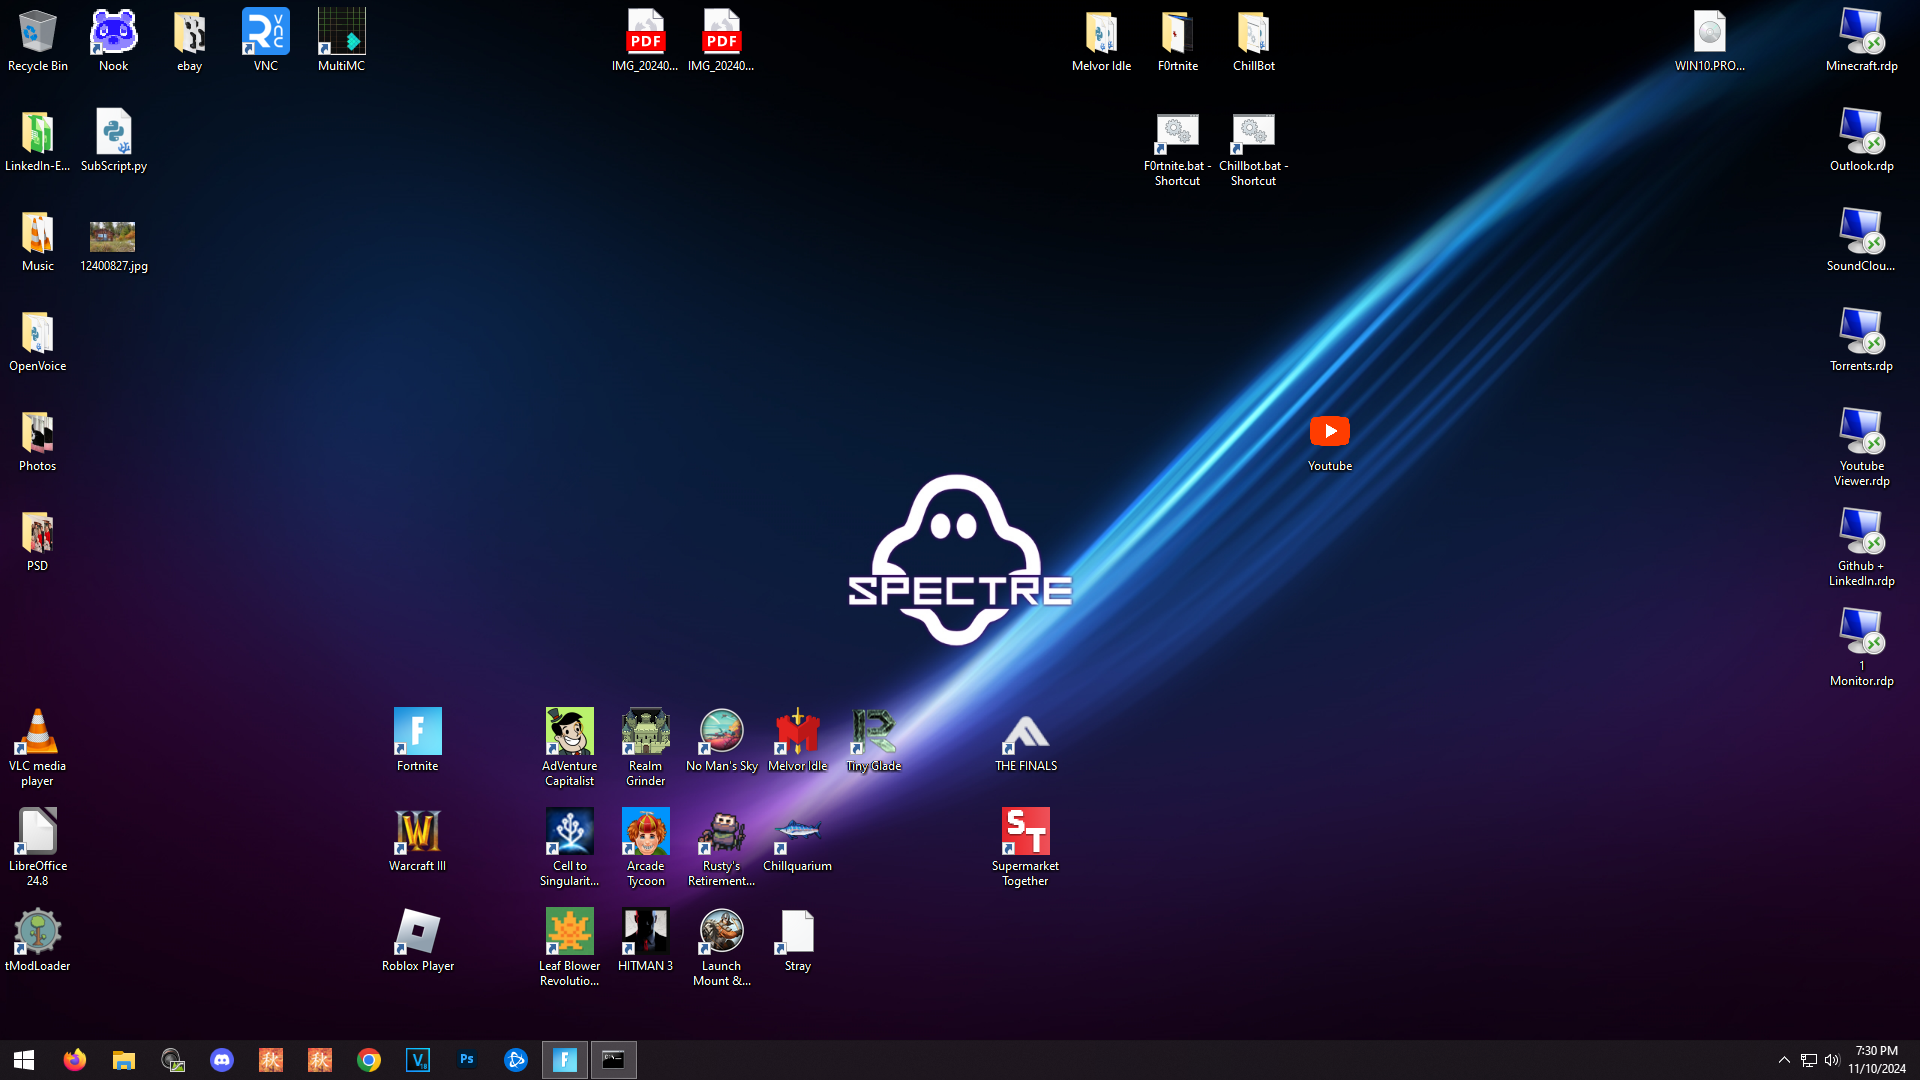 Recycle Bin
Nook
ebay
VNC
MultiMC
IMG_20240...
IMG_20240...
Melvor Idle
F0rtnite
ChillBot
WIN10.PRO...
Minecraft.rdp
LinkedIn-E...
SubScript.py
F0rtnite.bat -
Shortcut
Chillbot.bat -
Shortcut
Outlook.rdp
Music
12400827.jpg
SoundClou...
OpenVoice
Torrents.rdp
Photos
Youtube
Youtube
Viewer.rdp
PSD
Github +
LinkedIn.rdp
SPECTRE
1
Monitor.rdp
VLC media
player
Fortnite
AdVenture
Capitalist
Realm
Grinder
No Man's Sky
Melvor Idle
Tiny Glade
THE FINALS
LibreOffice
24.8
Warcraft III
Cell to
Singularit...
Arcade
Tycoon
Rusty's
Retirement...
Chillquarium
Supermarket
Together
tModLoader
Roblox Player
Leaf Blower
Revolutio...
HITMAN 3
Launch
Mount &...
Stray
7:30 PM
11/10/2024